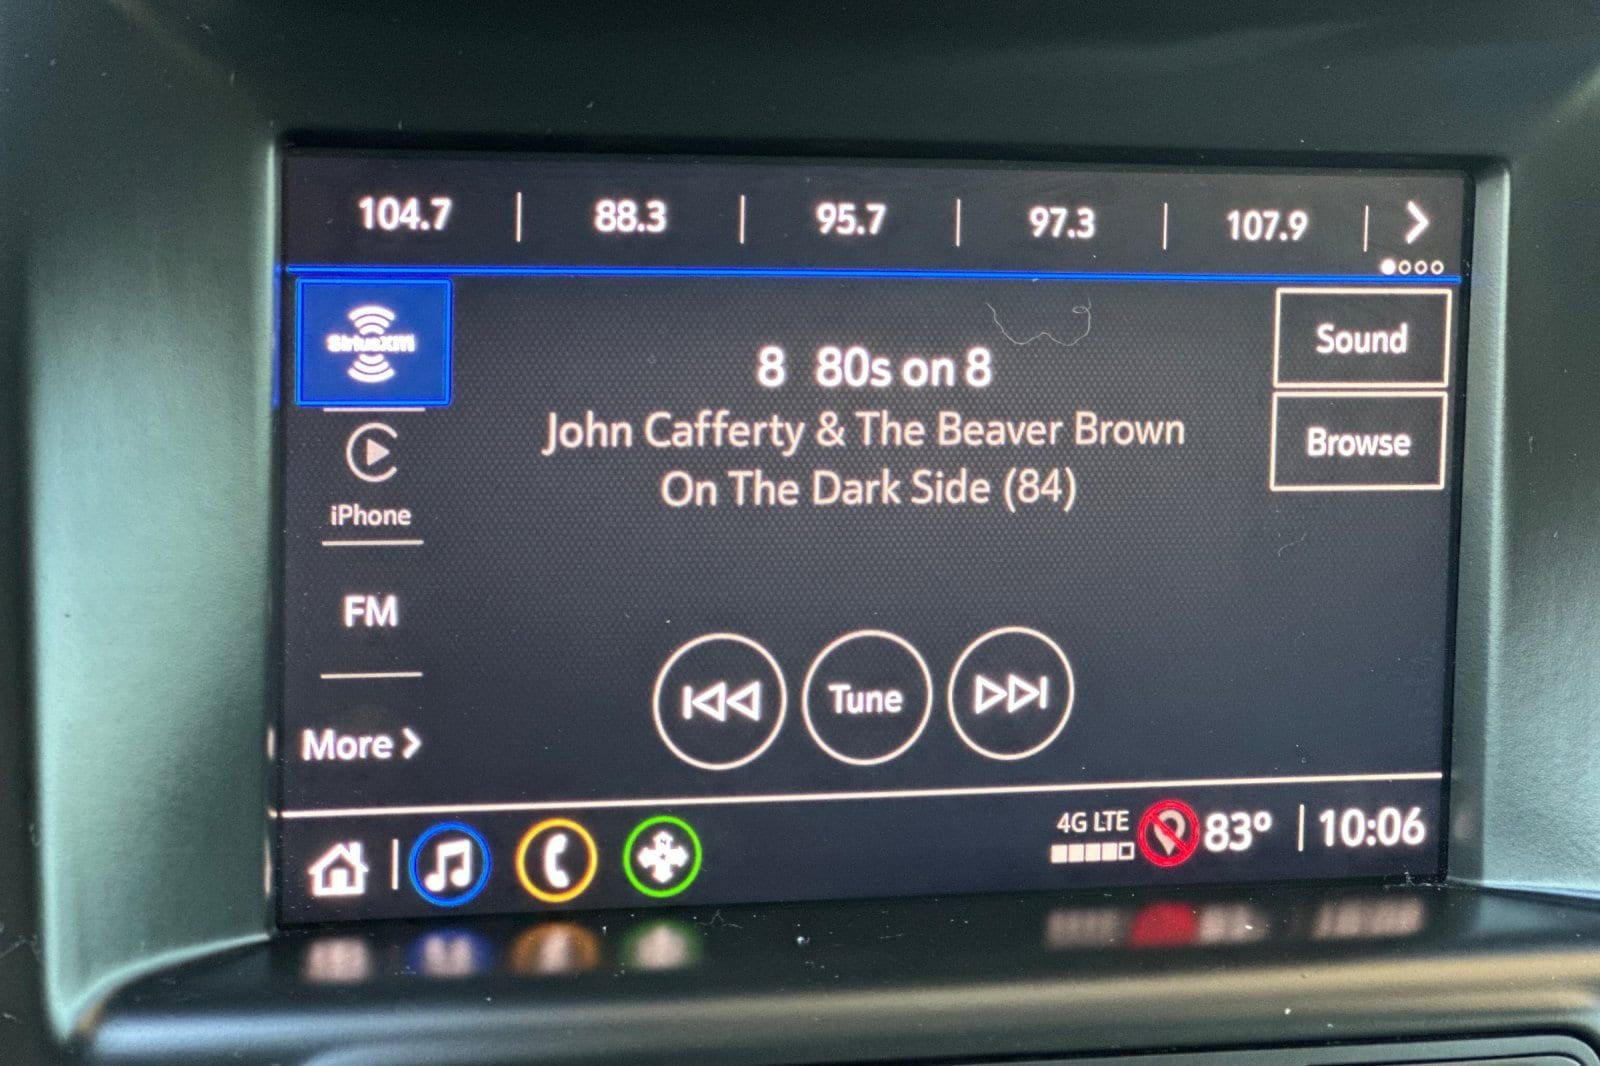 104.7 | 88.3 | 95.7 | 97.3 | 107.9
SiriusXM
8 80s on 8
John Cafferty & The Beaver Brown
On The Dark Side (84)
Sound
Browse
iPhone
FM
More
Tune
4G LTE
83° | 10:06